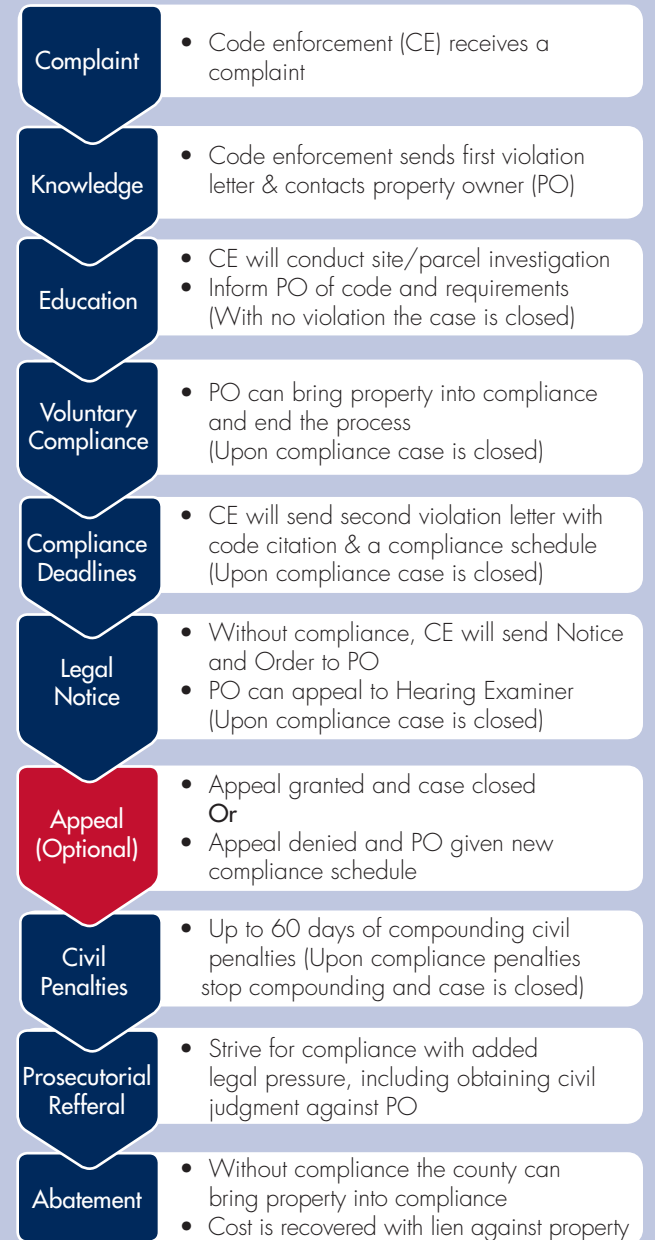 Complaint
• Code enforcement (CE) receives a
complaint
Knowledge
• Code enforcement sends first violation
letter & contacts property owner (PO)
Education
• CE will conduct site/parcel investigation
• Inform PO of code and requirements
(With no violation the case is closed)
Voluntary
Compliance
• PO can bring property into compliance
and end the process
(Upon compliance case is closed)
Compliance
Deadlines
• CE will send second violation letter with
code citation & a compliance schedule
(Upon compliance case is closed)
Legal
Notice
• Without compliance, CE will send Notice
and Order to PO
• PO can appeal to Hearing Examiner
(Upon compliance case is closed)
Appeal
(Optional)
• Appeal granted and case closed
Or
• Appeal denied and PO given new
compliance schedule
Civil
Penalties
• Up to 60 days of compounding civil
penalties (Upon compliance penalties
stop compounding and case is closed)
Prosecutorial
Refferal
• Strive for compliance with added
legal pressure, including obtaining civil
judgment against PO
Abatement
• Without compliance the county can
bring property into compliance
• Cost is recovered with lien against property